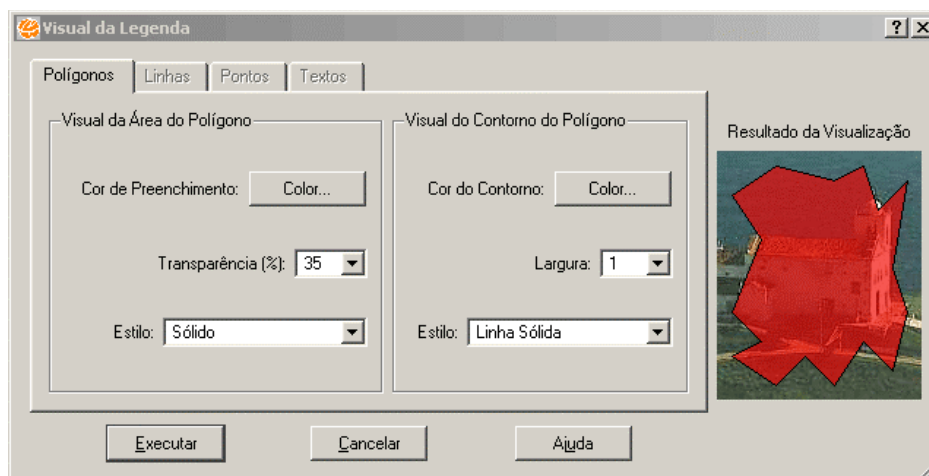 Visual da Legenda
Polígonos Linhas Pontos Textos
Visual da Área do Polígono
Cor de Preenchimento: Color...
Transparência (%): 35
Estilo: Sólido
Visual do Contorno do Polígono
Cor do Contorno: Color...
Largura: 1
Estilo: Linha Sólida
Resultado da Visualização
Executar Cancelar Ajuda